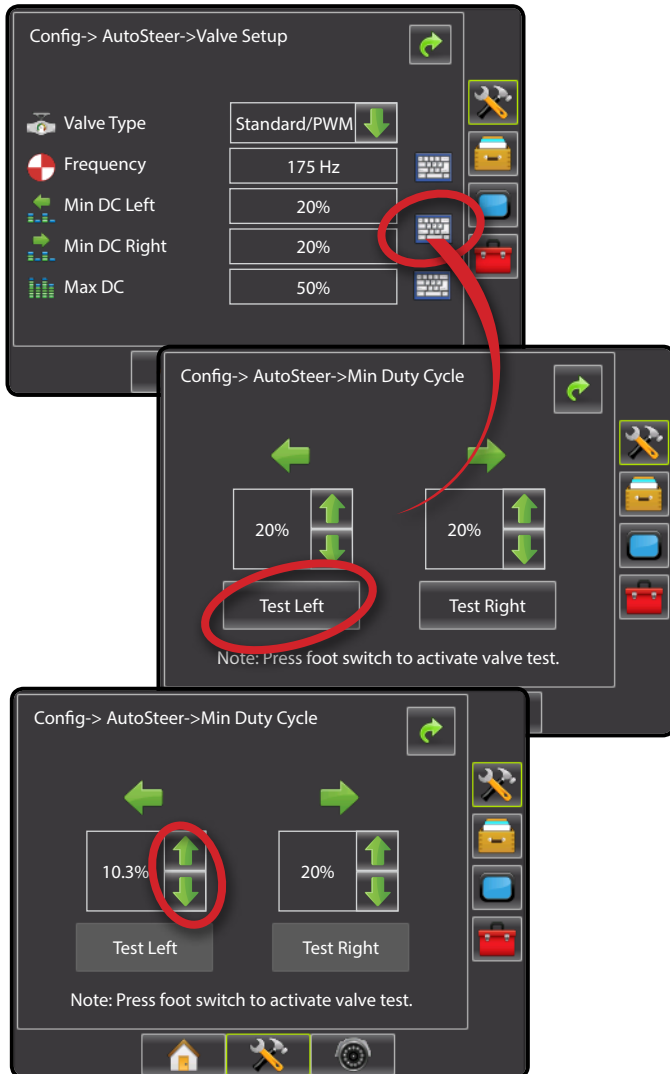 Config-> AutoSteer->Valve Setup
Valve Type
Standard/PWM
Frequency
175 Hz
Min DC Left
20%
Min DC Right
20%
Max DC
50%
Config-> AutoSteer->Min Duty Cycle
20%
20%
Test Left
Test Right
Note: Press foot switch to activate valve test.
Config-> AutoSteer->Min Duty Cycle
10.3%
20%
Test Left
Test Right
Note: Press foot switch to activate valve test.